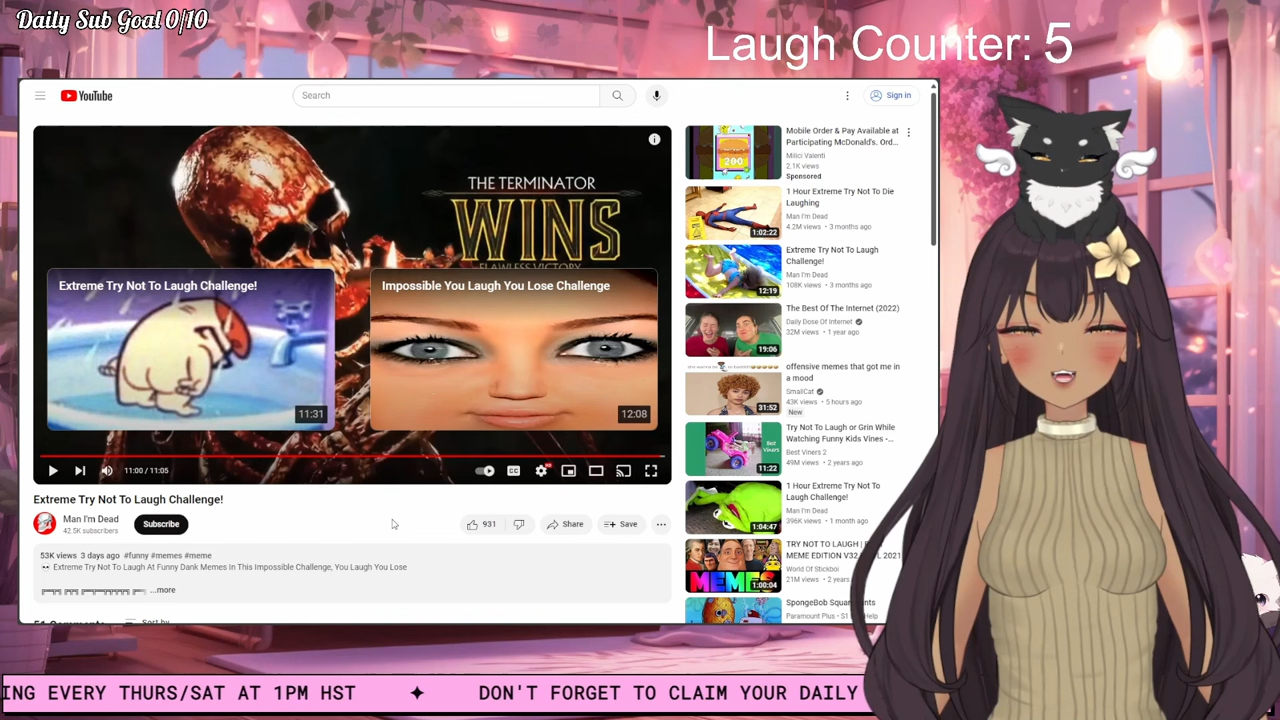 Daily Sub Goal 0/10
Laugh Counter: 5
YouTube
Search
Sign in
THE TERMINATOR
WINS
FLAWLESS VICTORY
Extreme Try Not To Laugh Challenge!
11:31
Impossible You Laugh You Lose Challenge
12:08
11:00 / 11:05
CC
Extreme Try Not To Laugh Challenge!
Man I'm Dead
42.5K subscribers
Subscribe
931
Share
Save
53K views 3 days ago #funny #memes #meme
Extreme Try Not To Laugh At Funny Dank Memes In This Impossible Challenge, You Laugh You Lose
...more
Sort by
200
Mobile Order & Pay Available at
Participating McDonald's. Ord...
Milici Valenti
2.1K views
Sponsored
1:02:22
1 Hour Extreme Try Not To Die
Laughing
Man I'm Dead
4.2M views • 3 months ago
12:19
Extreme Try Not To Laugh
Challenge!
Man I'm Dead
108K views • 3 months ago
19:06
The Best Of The Internet (2022)
Daily Dose Of Internet
32M views • 1 year ago
31:52
offensive memes that got me in
a mood
SmallCat
43K views • 5 hours ago
New
Best
Viners
11:22
Try Not To Laugh or Grin While
Watching Funny Kids Vines -...
Best Viners 2
49M views • 2 years ago
1:04:47
1 Hour Extreme Try Not To
Laugh Challenge!
Man I'm Dead
396K views • 1 month ago
MEMES
1:00:04
TRY NOT TO LAUGH
MEME EDITION V32
2021
World Of Stickboi
21M views • 2 years
SpongeBob
Paramount Plus • S1
Help
ING EVERY THURS/SAT AT 1PM HST ✦ DON'T FORGET TO CLAIM YOUR DAILY